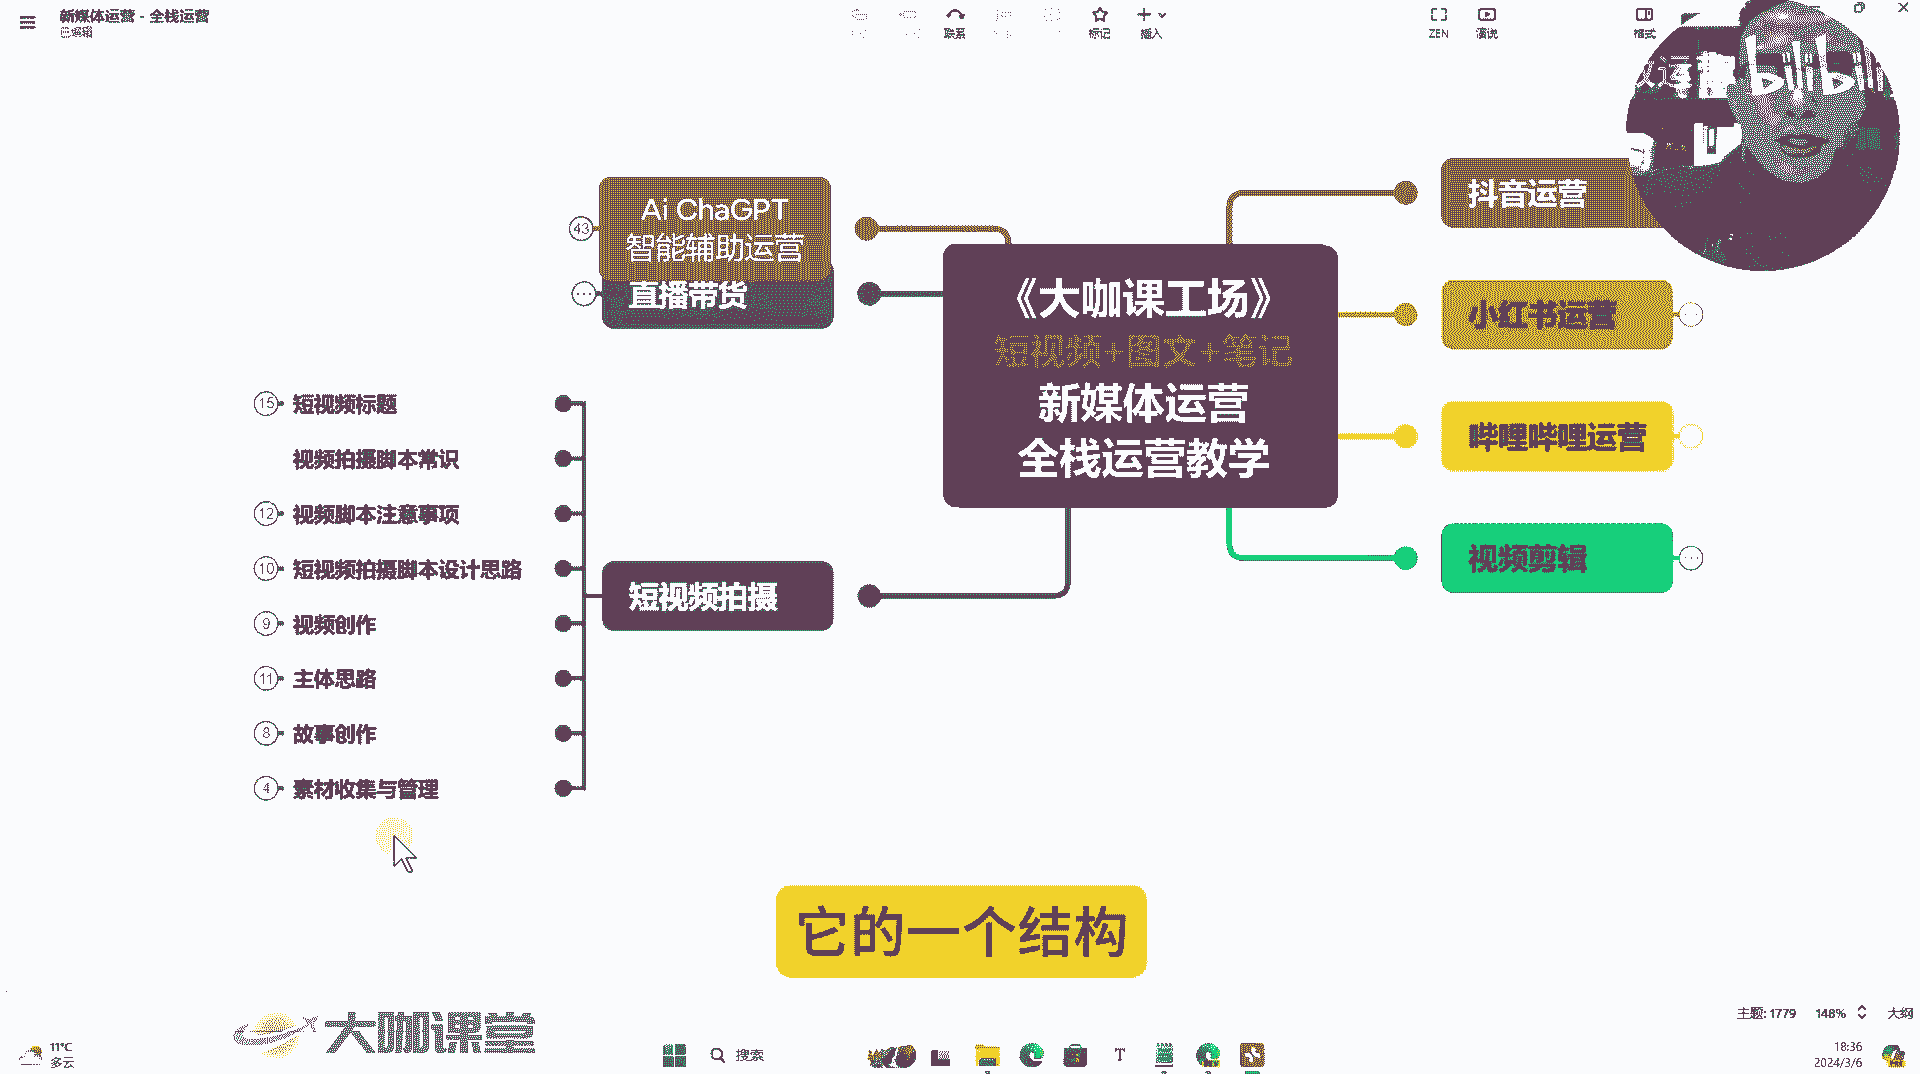 新媒体运营 - 全栈运营
已编辑
联系
标记
插入
ZEN
演说
格式
bilibili
43
Ai ChaGPT
智能辅助运营
直播带货
《大咖课工场》
短视频+图文+笔记
新媒体运营
全栈运营教学
抖音运营
小红书运营
哔哩哔哩运营
视频剪辑
短视频拍摄
15 短视频标题
视频拍摄脚本常识
12 视频脚本注意事项
10 短视频拍摄脚本设计思路
9 视频创作
11 主体思路
8 故事创作
4 素材收集与管理
它的一个结构
大咖课堂
主题: 1779
148%
大纲
11°C
多云
搜索
18:36
2024/3/6